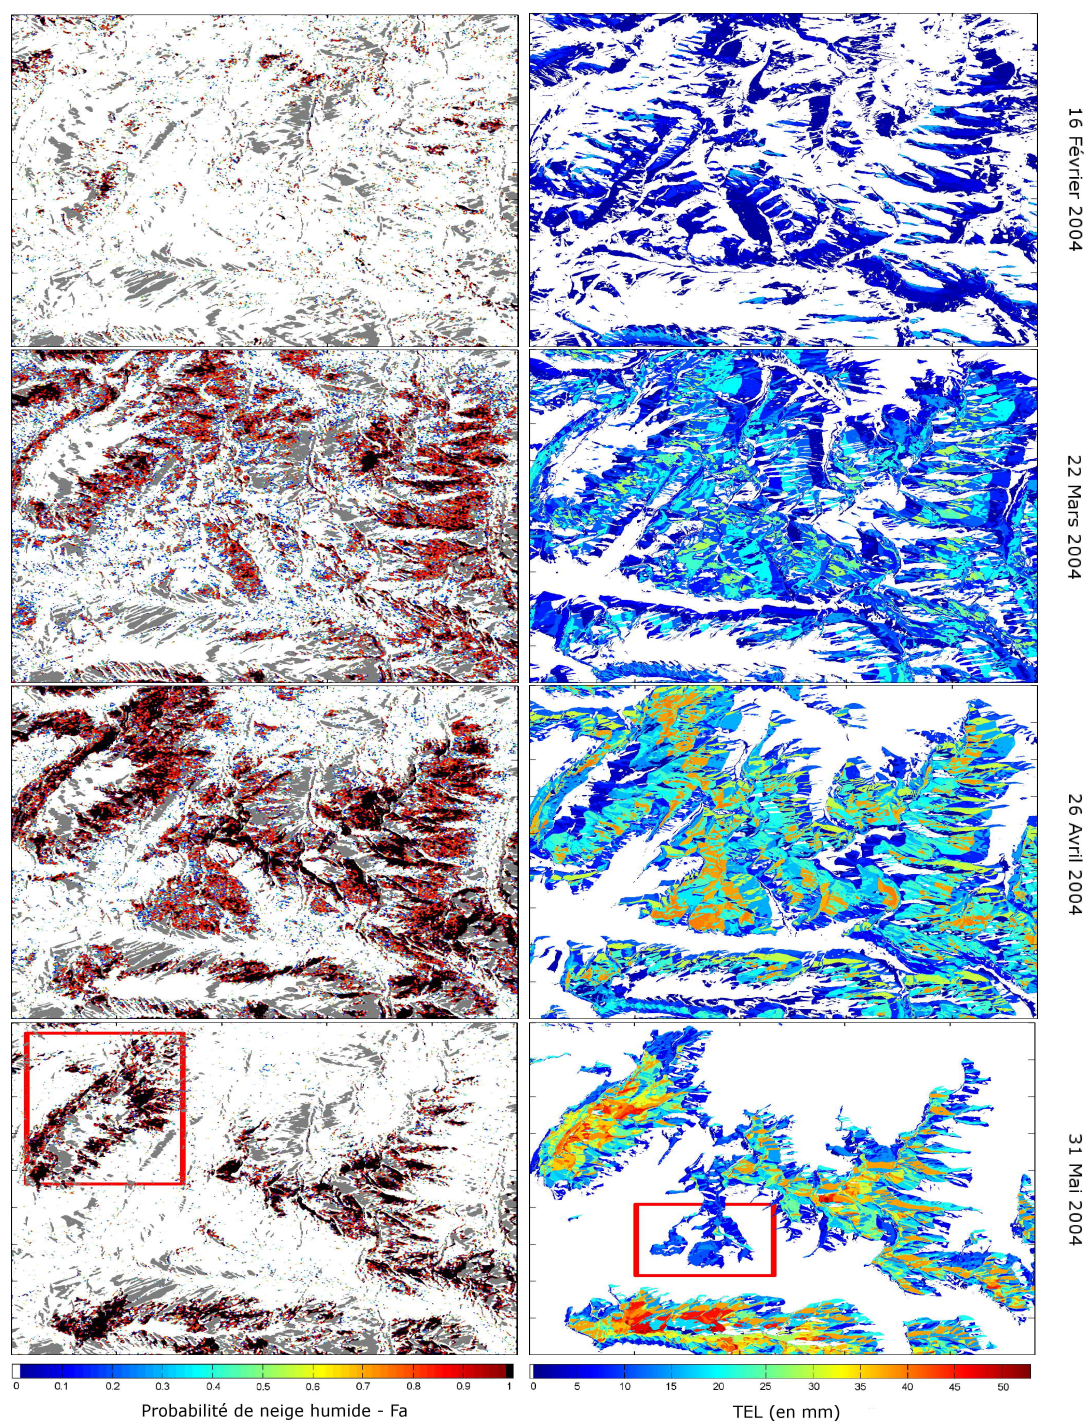 16 Février 2004
22 Mars 2004
26 Avril 2004
31 Mai 2004
0 0.1 0.2 0.3 0.4 0.5 0.6 0.7 0.8 0.9 1
Probabilité de neige humide - Fa
0 5 10 15 20 25 30 35 40 45 50
TEL (en mm)